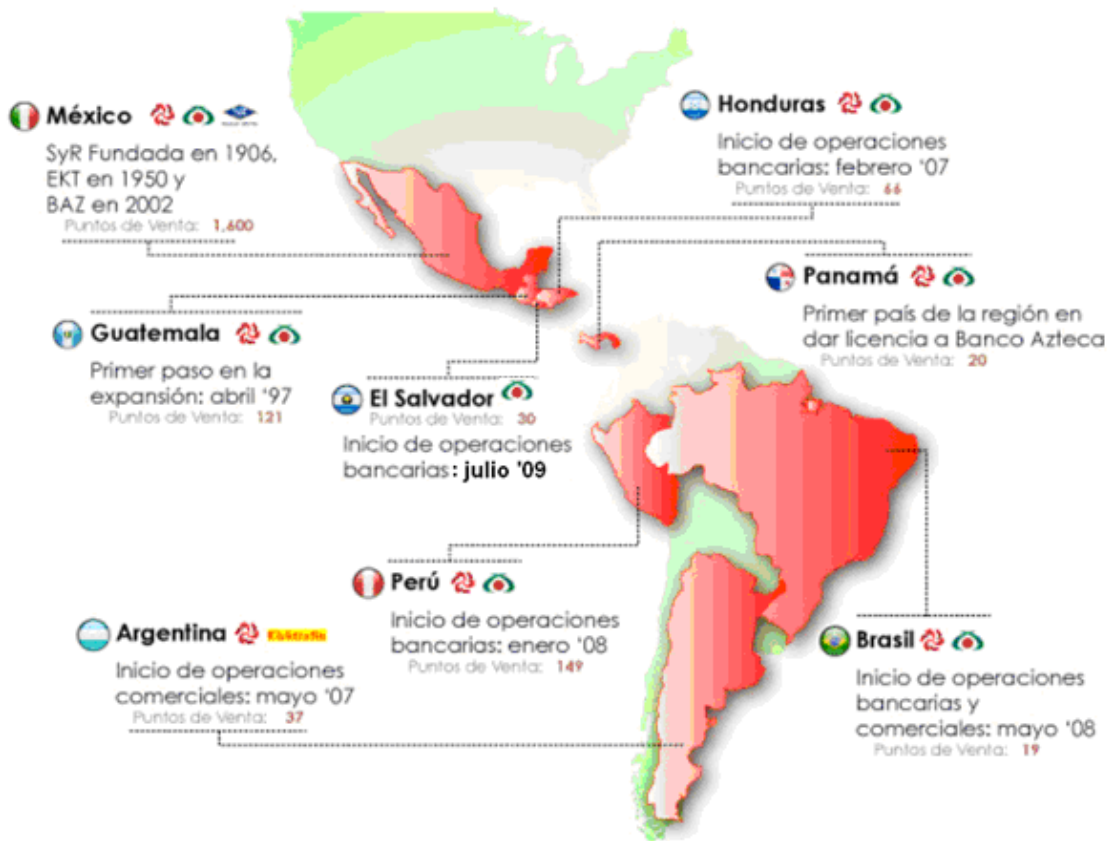 México
SyR Fundada en 1906,
EKT en 1950 y
BAZ en 2002
Puntos de Venta: 1,600
Honduras
Inicio de operaciones
bancarias: febrero '07
Puntos de Venta: 66
Panamá
Primer país de la región en
dar licencia a Banco Azteca
Puntos de Venta: 20
Guatemala
Primer paso en la
expansión: abril '97
Puntos de Venta: 121
El Salvador
Puntos de Venta: 30
Inicio de operaciones
bancarias: julio '09
Perú
Inicio de operaciones
bancarias: enero '08
Puntos de Venta: 149
Argentina
Inicio de operaciones
comerciales: mayo '07
Puntos de Venta: 37
Brasil
Inicio de operaciones
bancarias y
comerciales: mayo '08
Puntos de Venta: 19